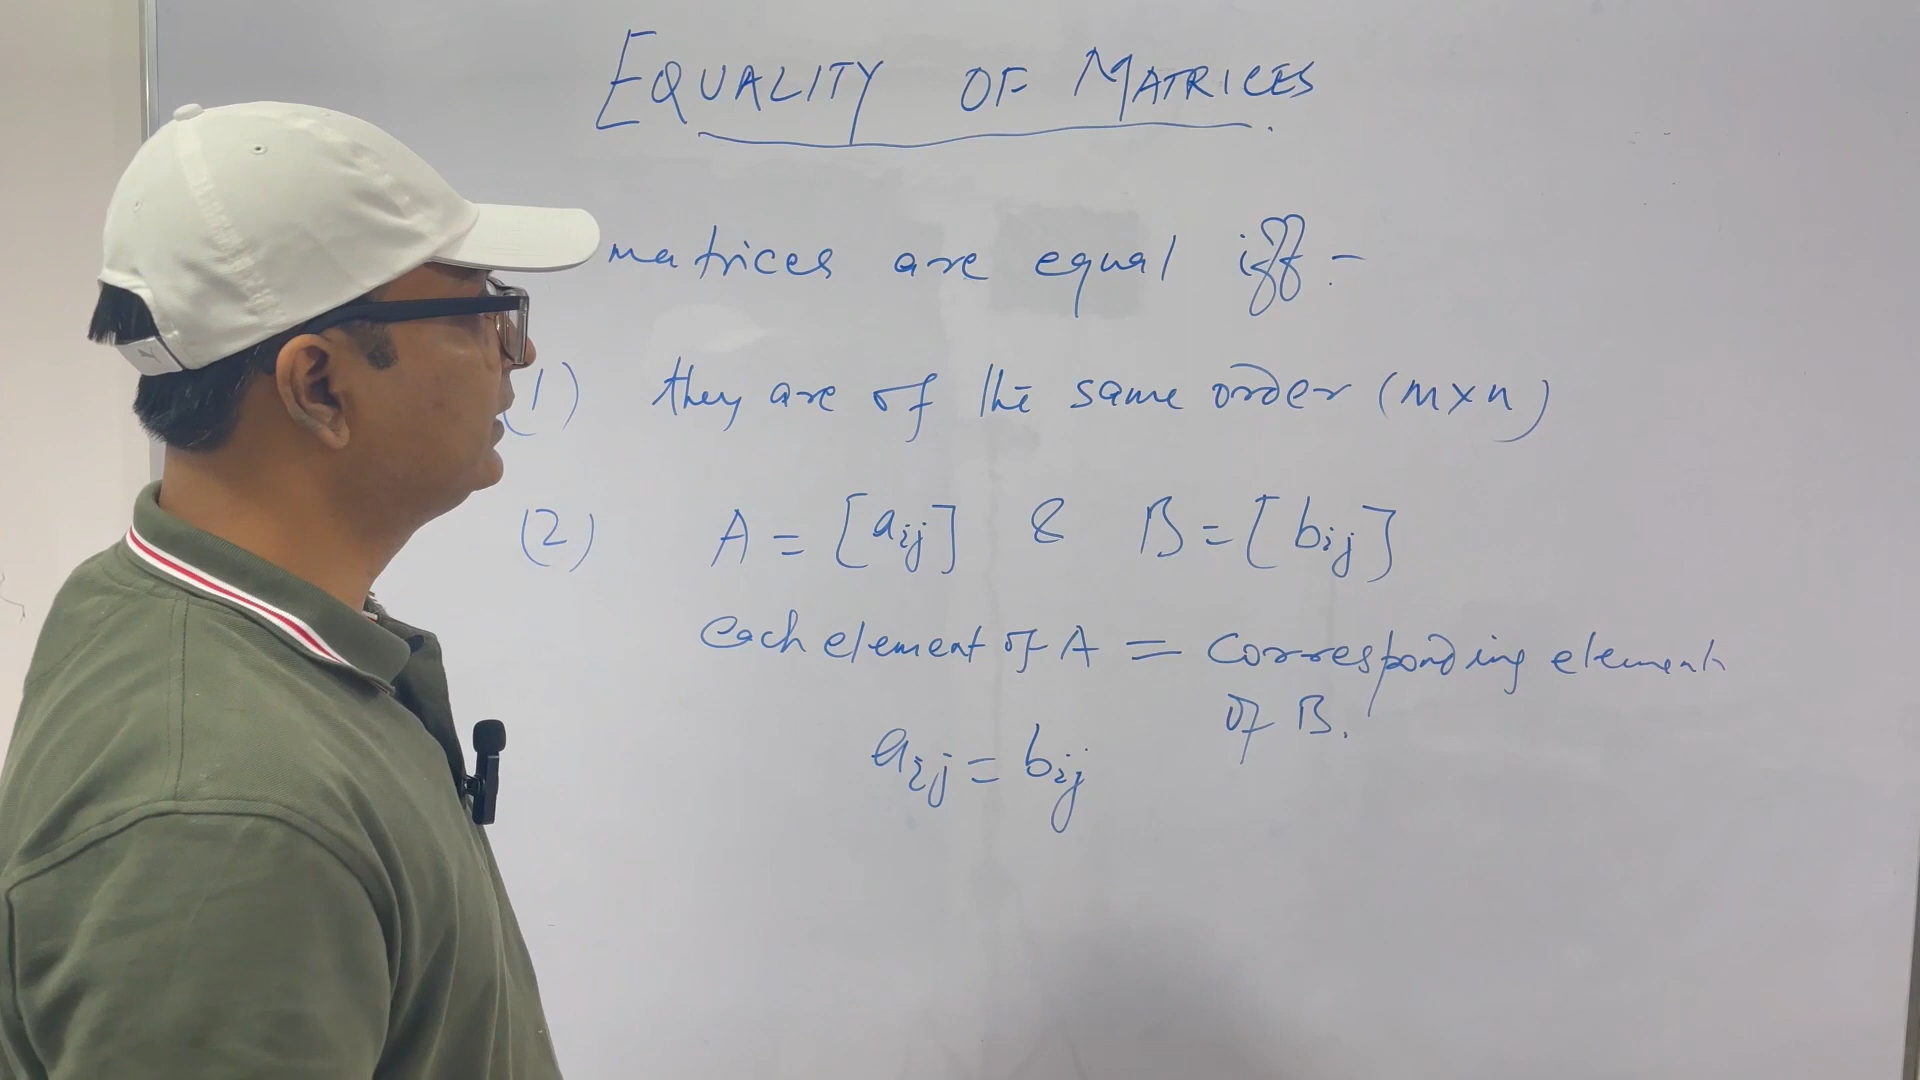 EQUALITY OF MATRICES
matrices are equal iff -
(1) they are of the same order (m×n)
(2) A = [aij] & B = [bij]
each element of A = corresponding element
of B.
aij = bij